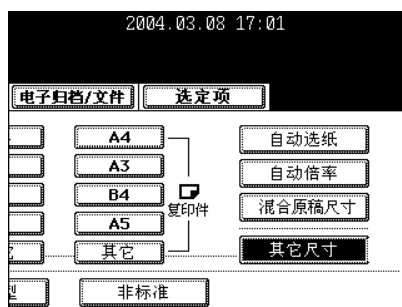 2004.03.08 17:01
电子归档/文件 选定项
A4 自动选纸
A3 自动倍率
B4 复印件 混合原稿尺寸
A5
其它 其它尺寸
型 非标准